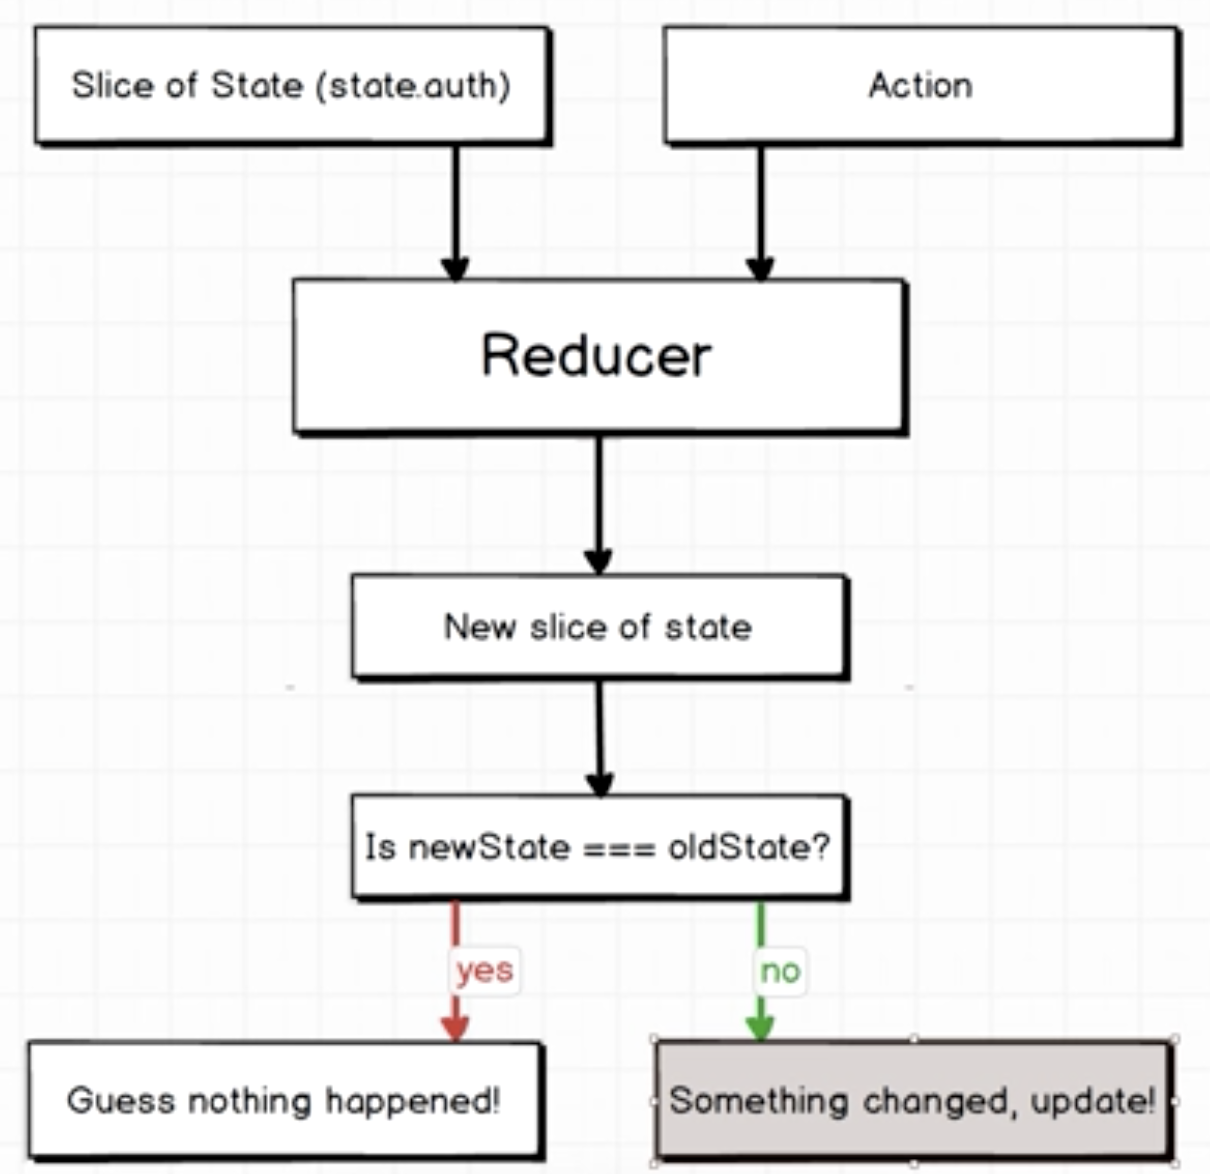 Slice of State (state.auth)
Action
Reducer
New slice of state
Is newState === oldState?
yes
no
Guess nothing happened!
Something changed, update!